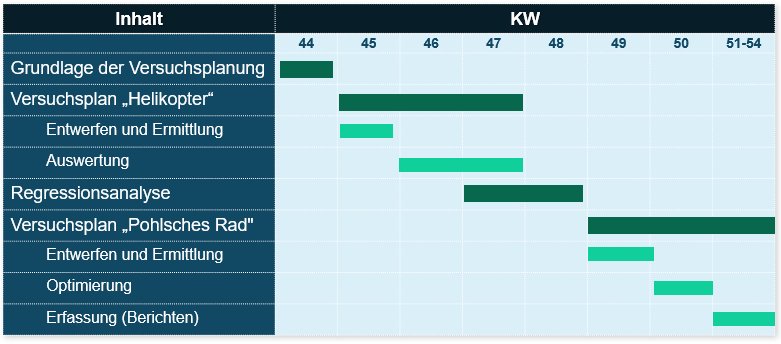 Inhalt KW
44 45 46 47 48 49 50 51-54
Grundlage der Versuchsplanung
Versuchsplan „Helikopter“
Entwerfen und Ermittlung
Auswertung
Regressionsanalyse
Versuchsplan „Pohlsches Rad"
Entwerfen und Ermittlung
Optimierung
Erfassung (Berichten)